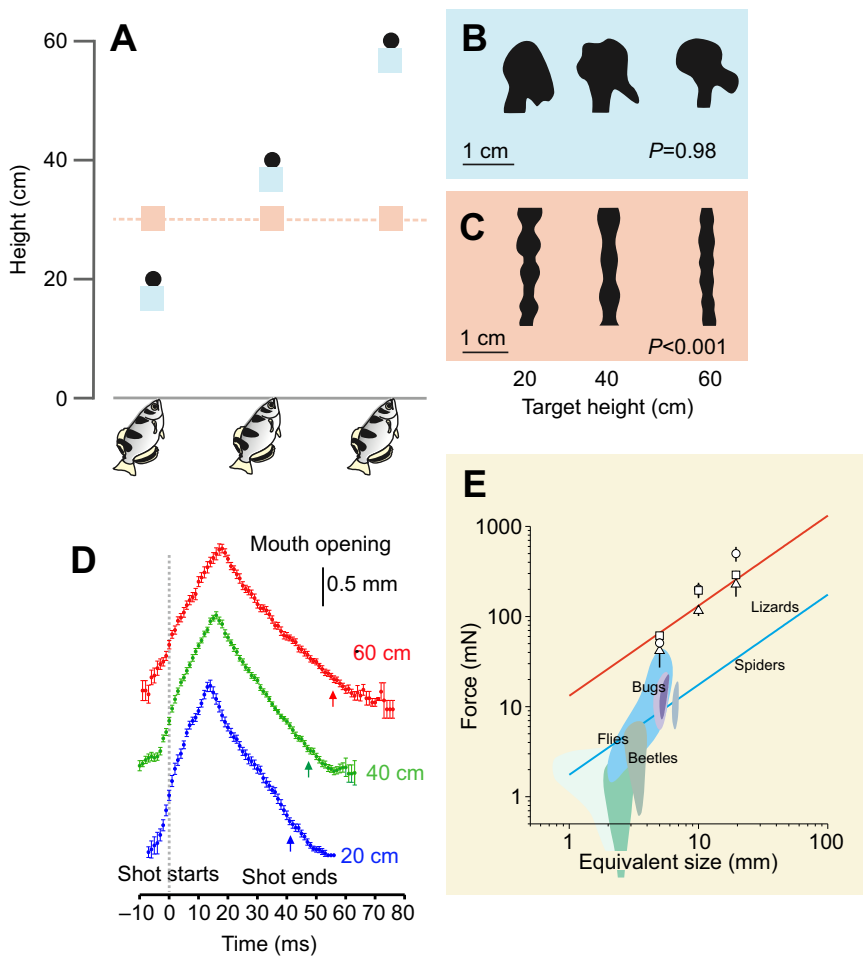 A
Height (cm)
60
40
20
0
B
1 cm
P=0.98
C
1 cm
P<0.001
20 40 60
Target height (cm)
D
Mouth opening
0.5 mm
60 cm
40 cm
20 cm
Shot starts
Shot ends
–10 0 10 20 30 40 50 60 70 80
Time (ms)
E
Force (mN)
1000
100
10
1
Lizards
Spiders
Bugs
Flies
Beetles
1 10 100
Equivalent size (mm)